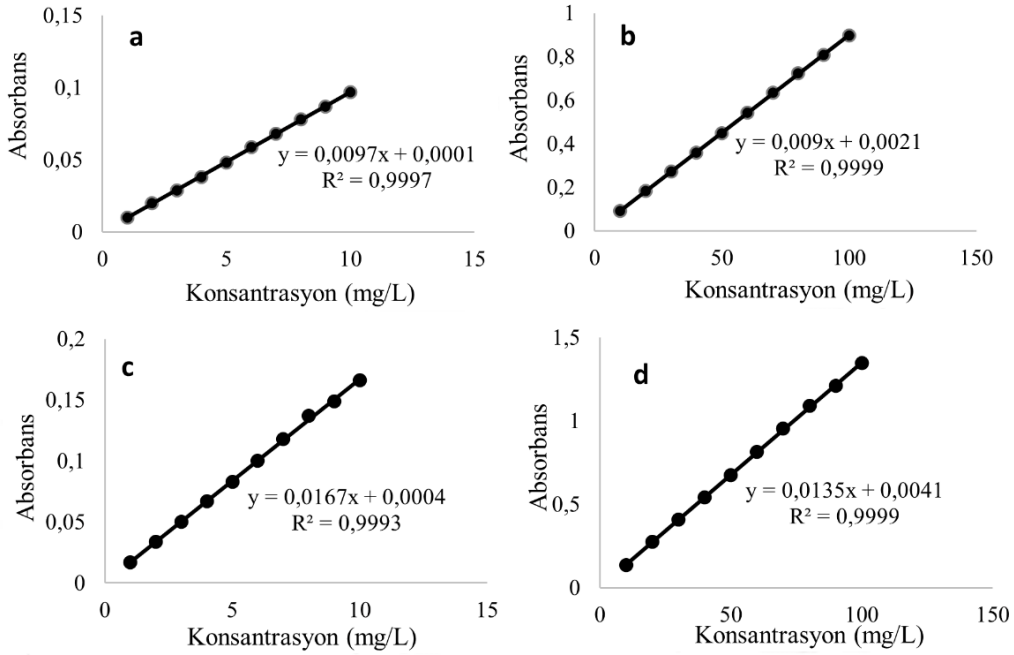 a
0,15
0,1
0,05
0
Absorbans
y = 0,0097x + 0,0001
R² = 0,9997
0 5 10 15
Konsantrasyon (mg/L)
b
1
0,8
0,6
0,4
0,2
0
Absorbans
y = 0,009x + 0,0021
R² = 0,9999
0 50 100 150
Konsantrasyon (mg/L)
c
0,2
0,15
0,1
0,05
0
Absorbans
y = 0,0167x + 0,0004
R² = 0,9993
0 5 10 15
Konsantrasyon (mg/L)
d
1,5
1
0,5
0
Absorbans
y = 0,0135x + 0,0041
R² = 0,9999
0 50 100 150
Konsantrasyon (mg/L)